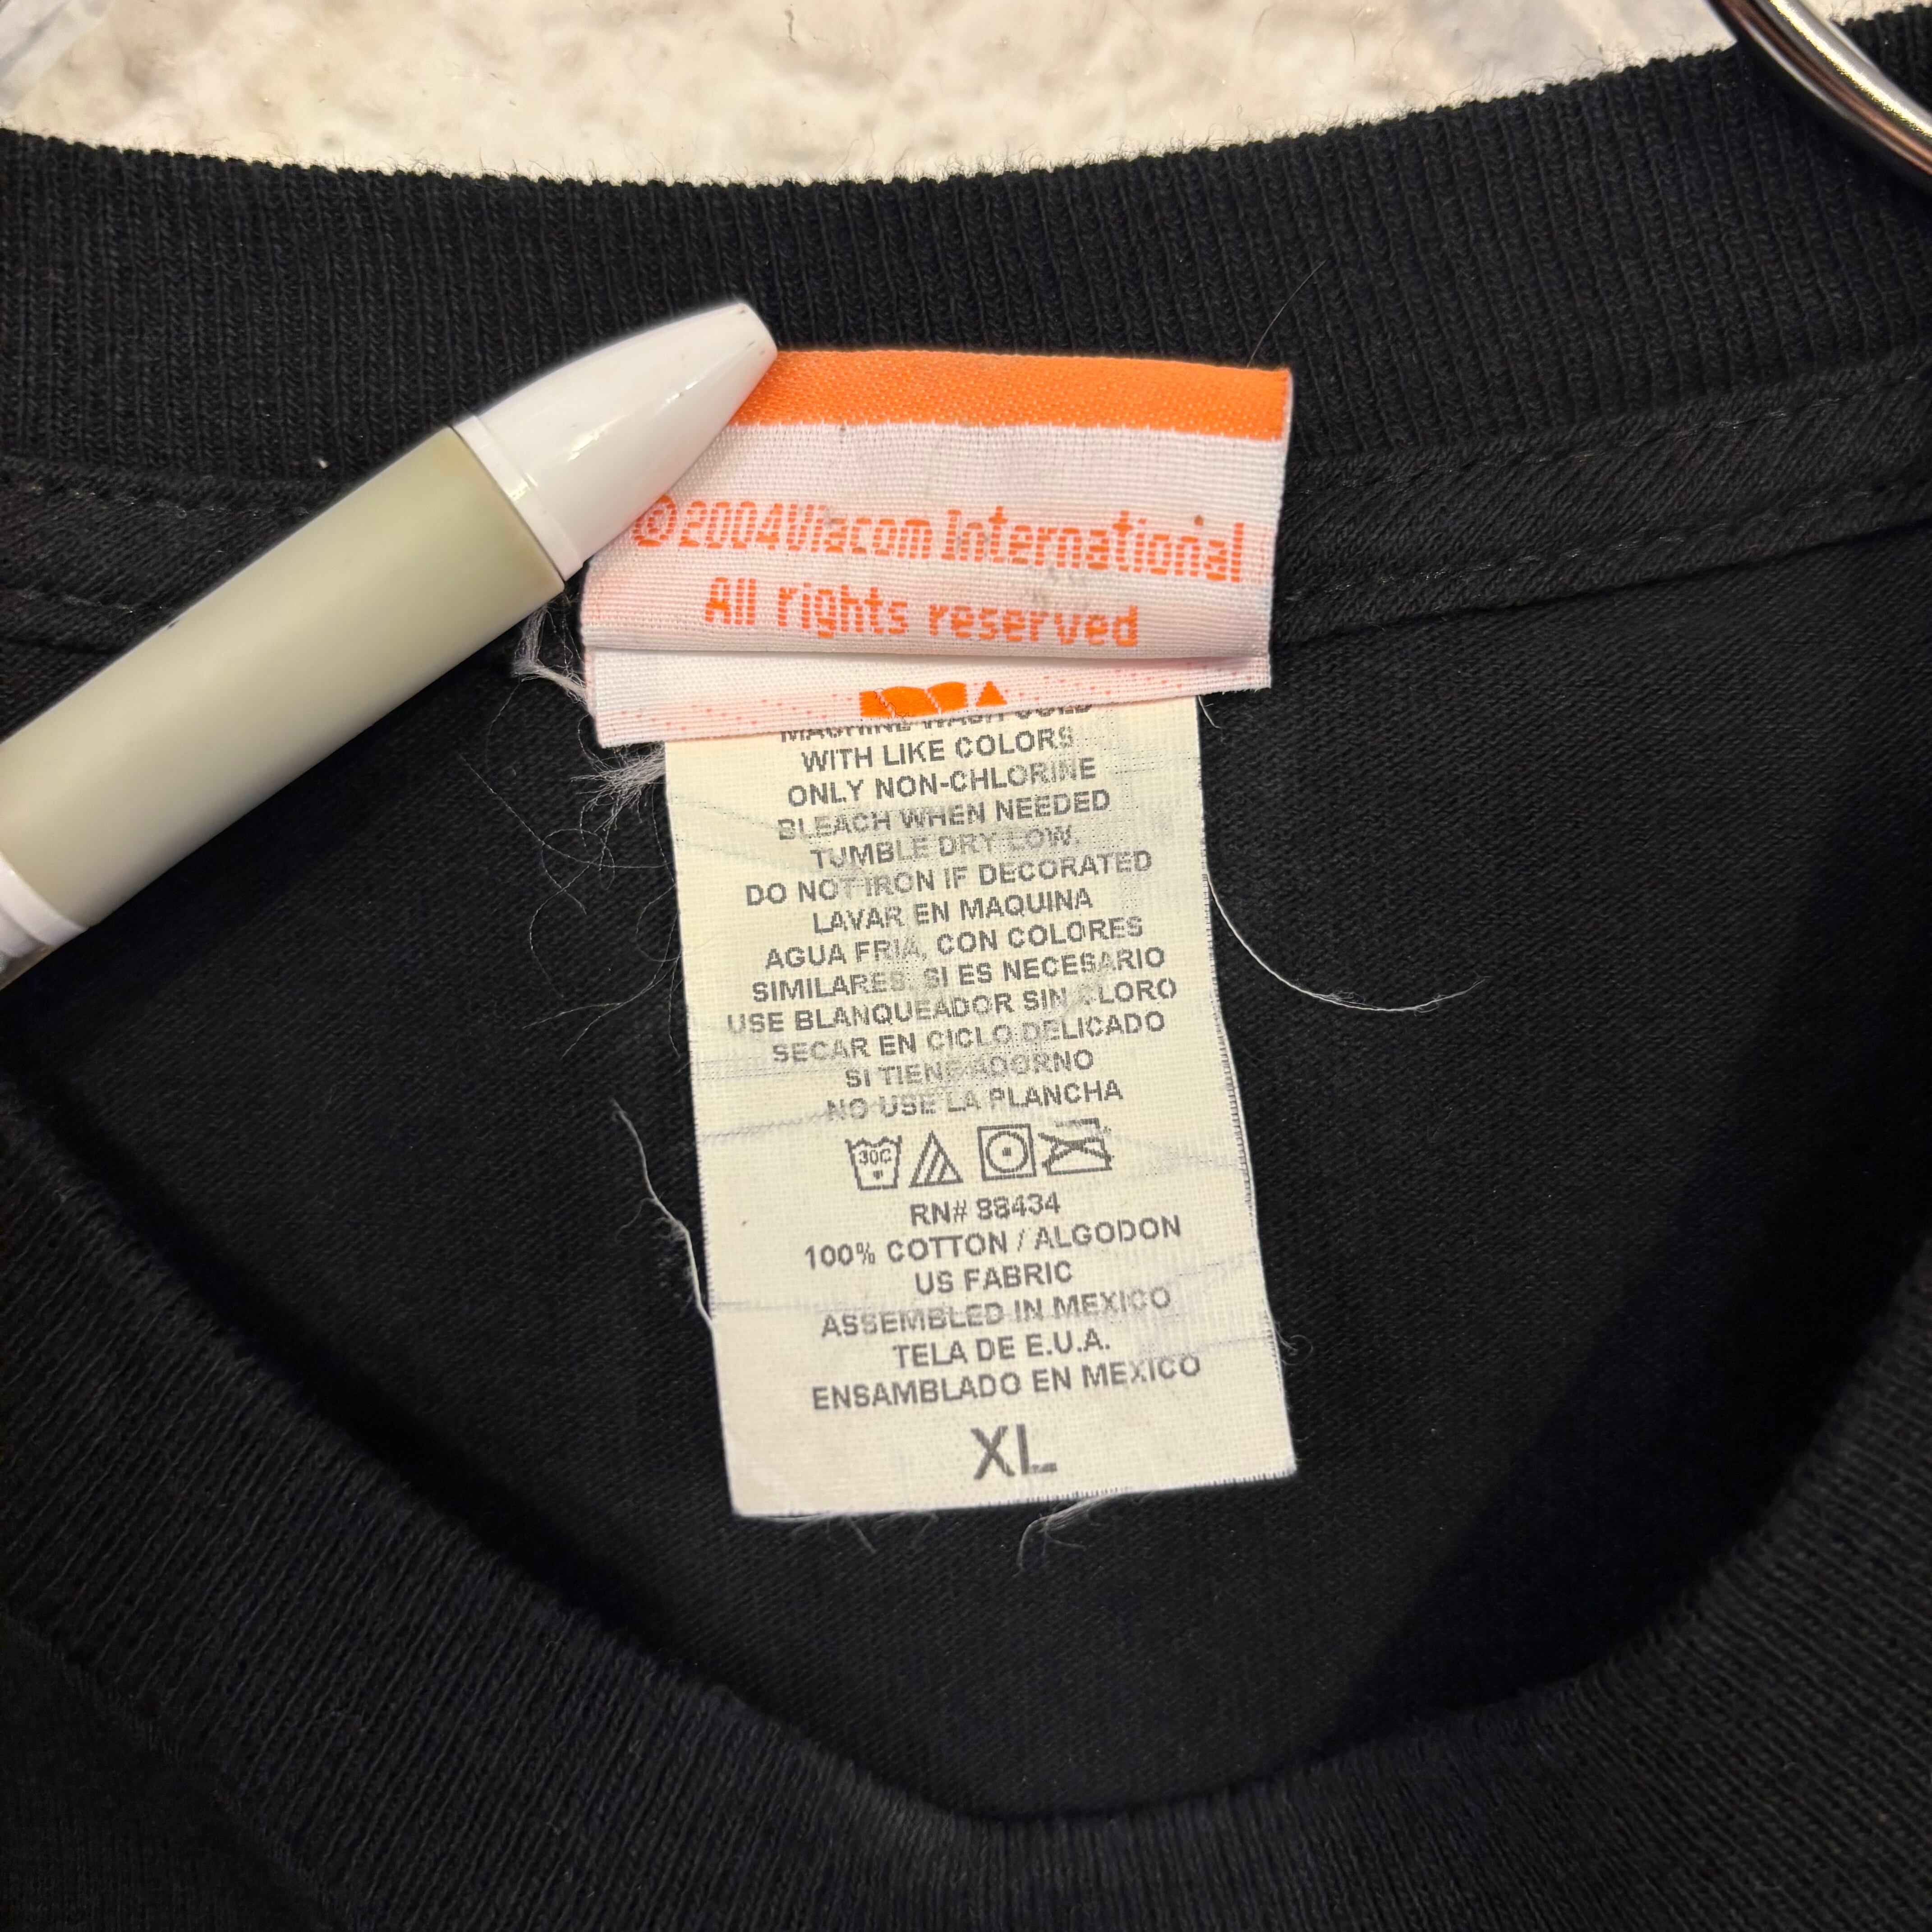 ©2004Viacom International
All rights reserved
MACHINE WASH COLD
WITH LIKE COLORS
ONLY NON-CHLORINE
BLEACH WHEN NEEDED
TUMBLE DRY LOW.
DO NOT IRON IF DECORATED
LAVAR EN MAQUINA
AGUA FRIA, CON COLORES
SIMILARES. SI ES NECESARIO
USE BLANQUEADOR SIN CLORO
SECAR EN CICLO DELICADO
SI TIENE ADORNO
NO USE LA PLANCHA
30C
RN# 88434
100% COTTON / ALGODON
US FABRIC
ASSEMBLED IN MEXICO
TELA DE E.U.A.
ENSAMBLADO EN MEXICO
XL